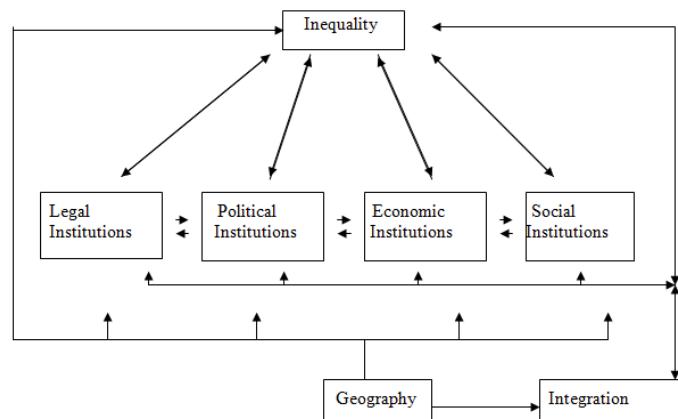 Inequality
Legal
Institutions
Political
Institutions
Economic
Institutions
Social
Institutions
Geography
Integration